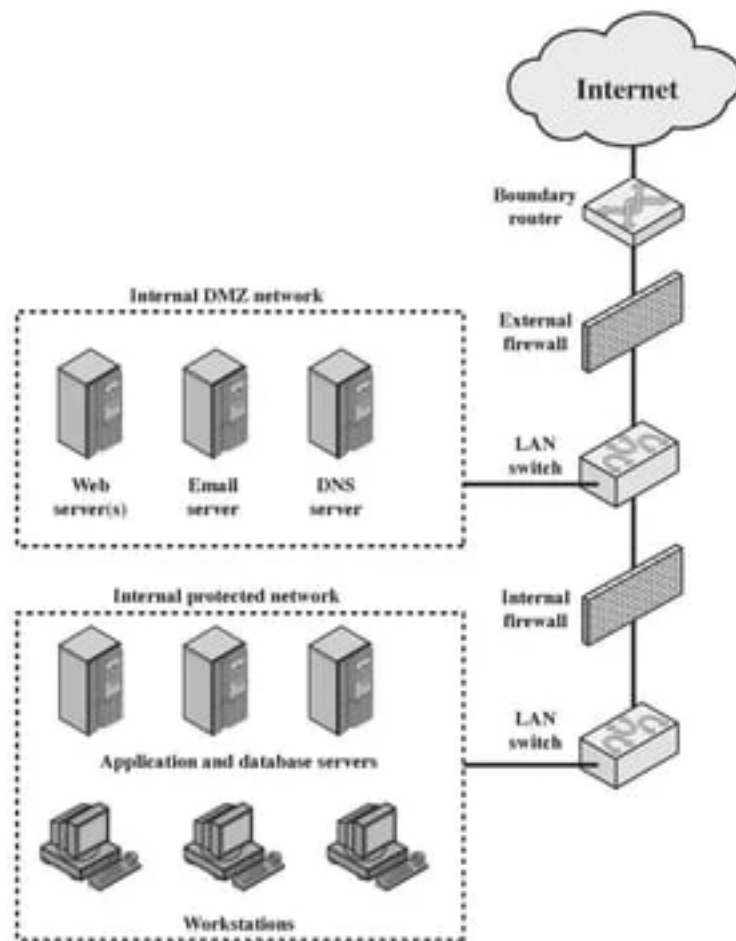 Internet
Boundary
router
Internal DMZ network
External
firewall
LAN
switch
Web
server(s)
Email
server
DNS
server
Internal protected network
Internal
firewall
LAN
switch
Application and database servers
Workstations